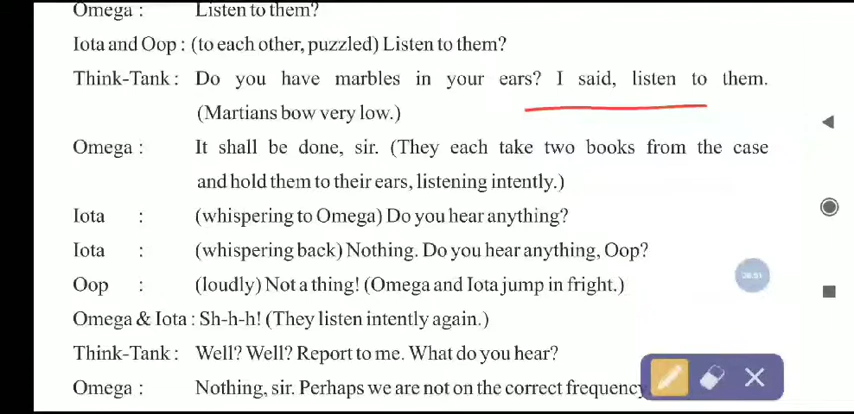 Omega : Listen to them?
Iota and Oop : (to each other, puzzled) Listen to them?
Think-Tank : Do you have marbles in your ears? I said, listen to them.
(Martians bow very low.)
Omega : It shall be done, sir. (They each take two books from the case
and hold them to their ears, listening intently.)
Iota : (whispering to Omega) Do you hear anything?
Iota : (whispering back) Nothing. Do you hear anything, Oop?
Oop : (loudly) Not a thing! (Omega and Iota jump in fright.)
Omega & Iota : Sh-h-h! (They listen intently again.)
Think-Tank : Well? Well? Report to me. What do you hear?
Omega : Nothing, sir. Perhaps we are not on the correct frequency